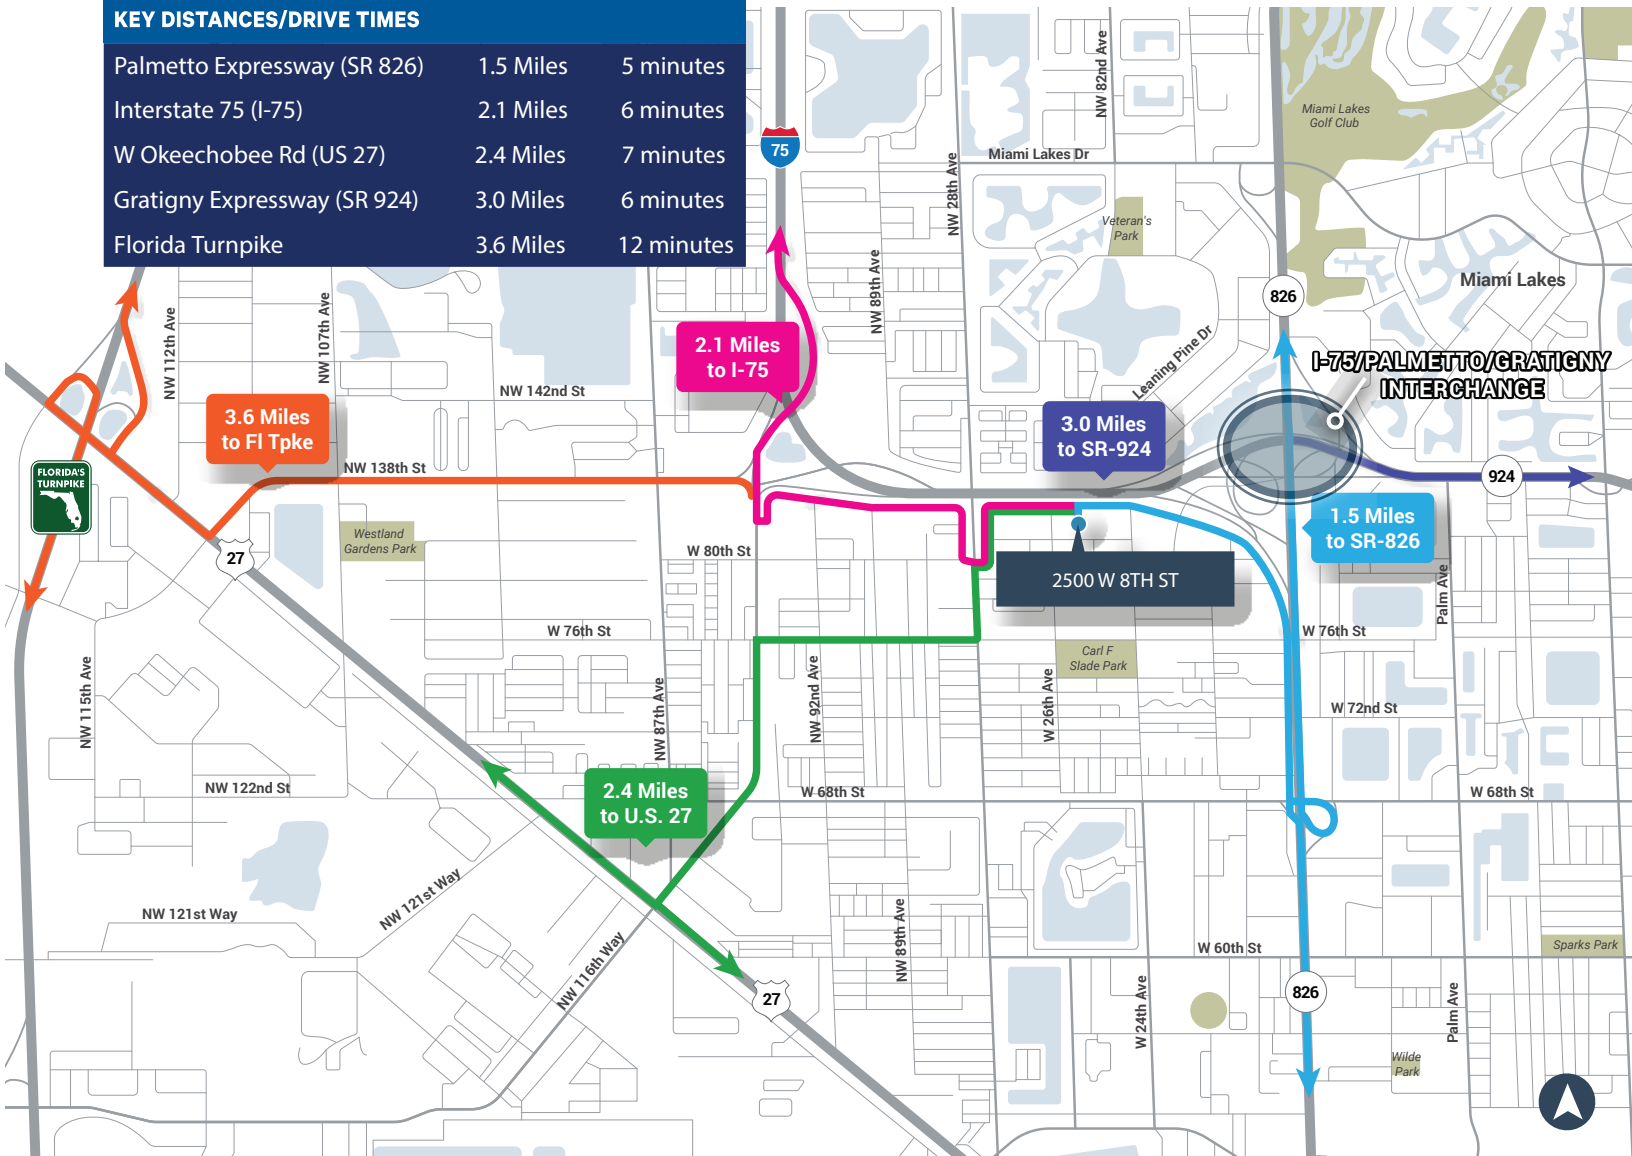 KEY DISTANCES/DRIVE TIMES
Palmetto Expressway (SR 826) 1.5 Miles 5 minutes
Interstate 75 (I-75) 2.1 Miles 6 minutes
W Okeechobee Rd (US 27) 2.4 Miles 7 minutes
Gratigny Expressway (SR 924) 3.0 Miles 6 minutes
Florida Turnpike 3.6 Miles 12 minutes
75
NW 82nd Ave
Miami Lakes
Golf Club
Miami Lakes Dr
NW 28th Ave
Veteran's
Park
NW 89th Ave
Miami Lakes
826
NW 112th Ave
NW 107th Ave
2.1 Miles
to I-75
Leaning Pine Dr
I-75/PALMETTO/GRATIGNY
INTERCHANGE
NW 142nd St
3.6 Miles
to Fl Tpke
3.0 Miles
to SR-924
NW 138th St
FLORIDA'S
TURNPIKE
924
1.5 Miles
to SR-826
Westland
Gardens Park
27
W 80th St
2500 W 8TH ST
Palm Ave
W 76th St
W 76th St
Carl F
Slade Park
NW 115th Ave
NW 87th Ave
NW 92nd Ave
W 26th Ave
W 72nd St
NW 122nd St
2.4 Miles
to U.S. 27
W 68th St
W 68th St
NW 121st Way
NW 121st Way
NW 116th Way
NW 89th Ave
W 60th St
Sparks Park
27
826
W 24th Ave
Palm Ave
Wilde
Park